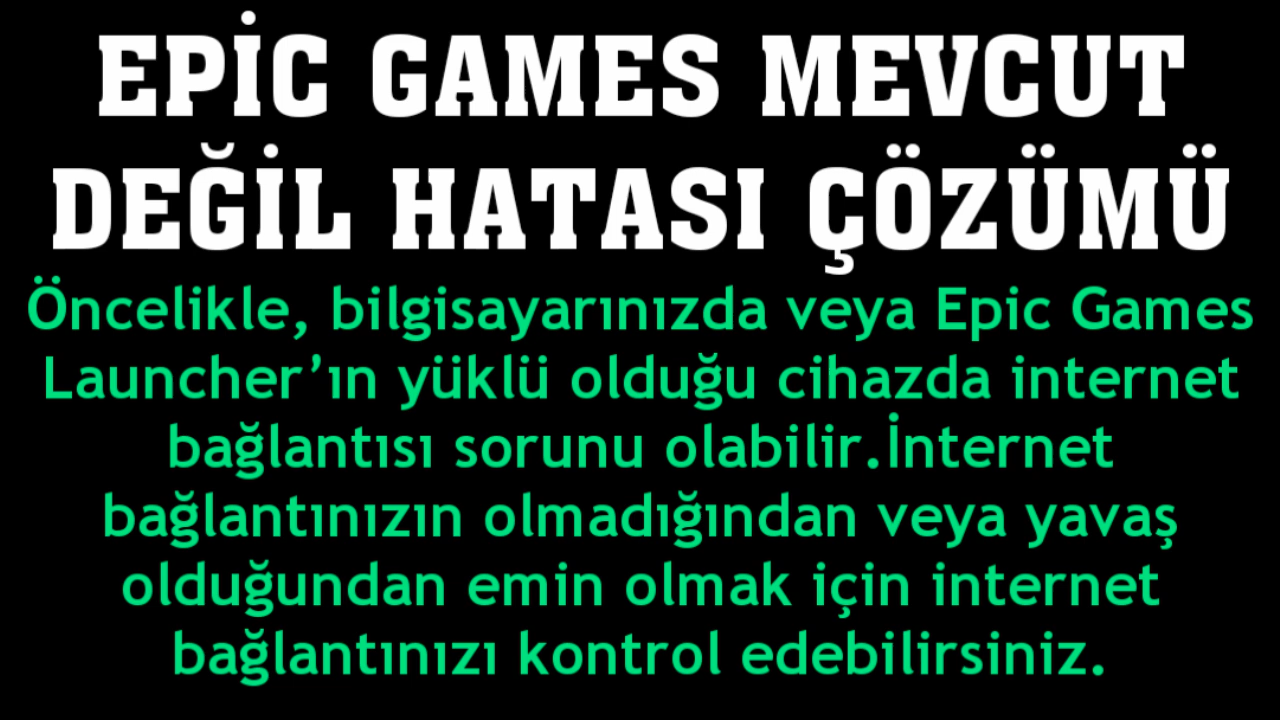 EPİC GAMES MEVCUT
DEĞİL HATASI ÇÖZÜMÜ
Öncelikle, bilgisayarınızda veya Epic Games
Launcher’ın yüklü olduğu cihazda internet
bağlantısı sorunu olabilir.İnternet
bağlantınızın olmadığından veya yavaş
olduğundan emin olmak için internet
bağlantınızı kontrol edebilirsiniz.